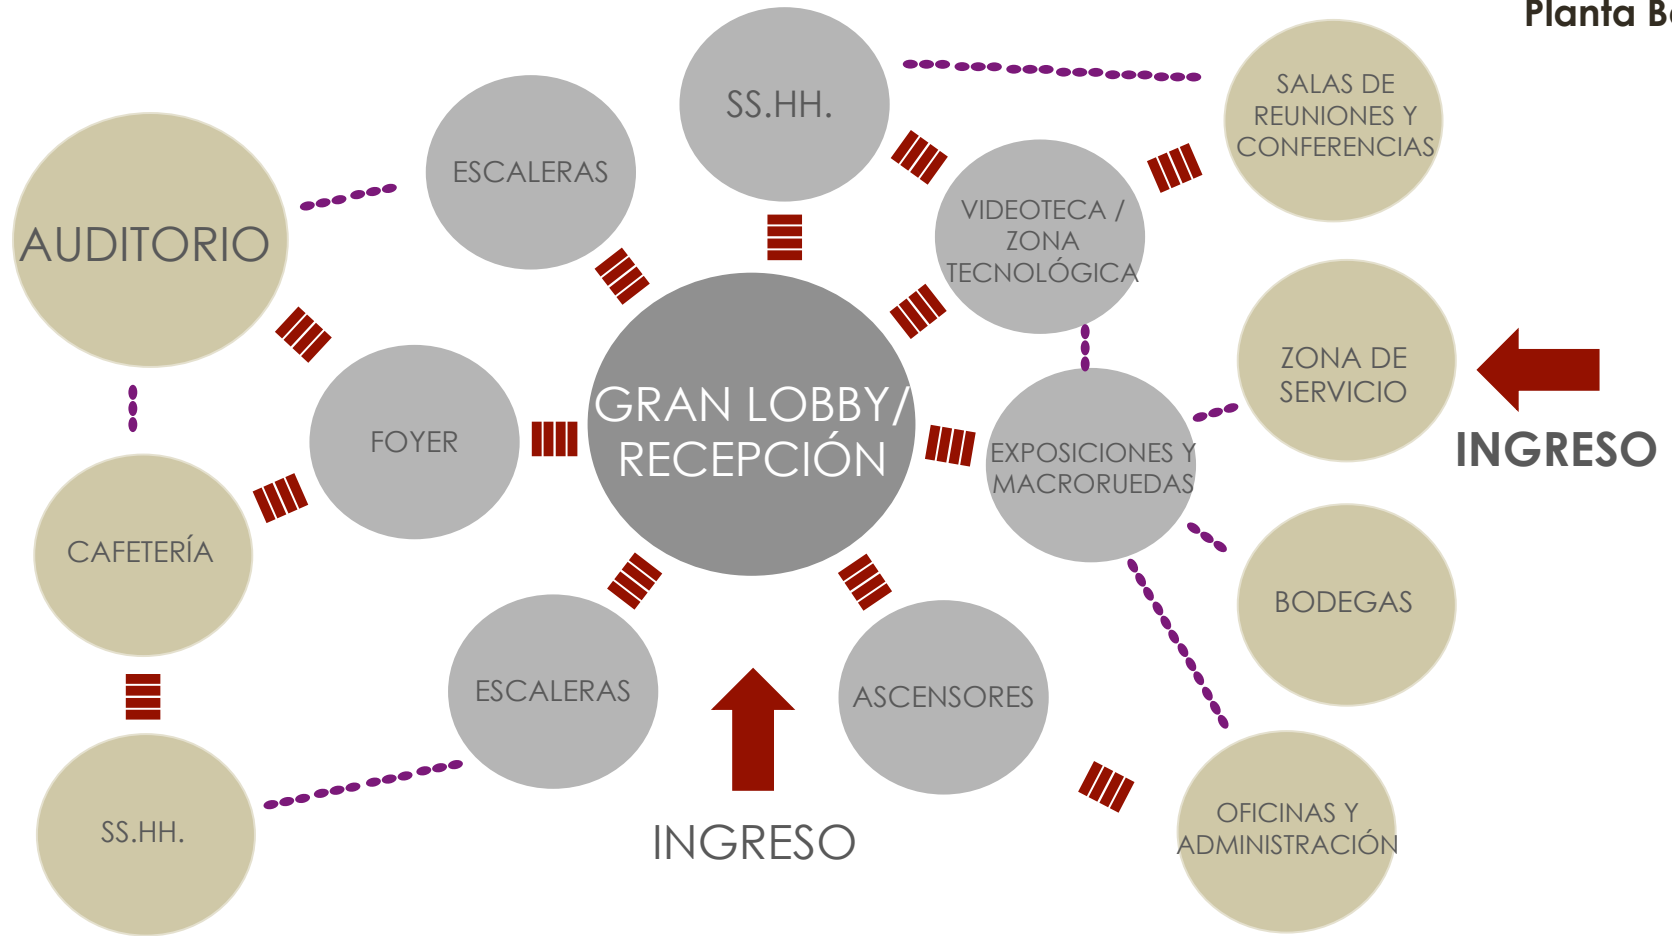 Planta
SS.HH.
SALAS DE
REUNIONES Y
CONFERENCIAS
ESCALERAS
AUDITORIO
VIDEOTECA /
ZONA
TECNOLÓGICA
ZONA DE
SERVICIO
INGRESO
GRAN LOBBY/
RECEPCIÓN
FOYER
EXPOSICIONES Y
MACRORUEDAS
CAFETERÍA
BODEGAS
ESCALERAS
ASCENSORES
SS.HH.
INGRESO
OFICINAS Y
ADMINISTRACIÓN